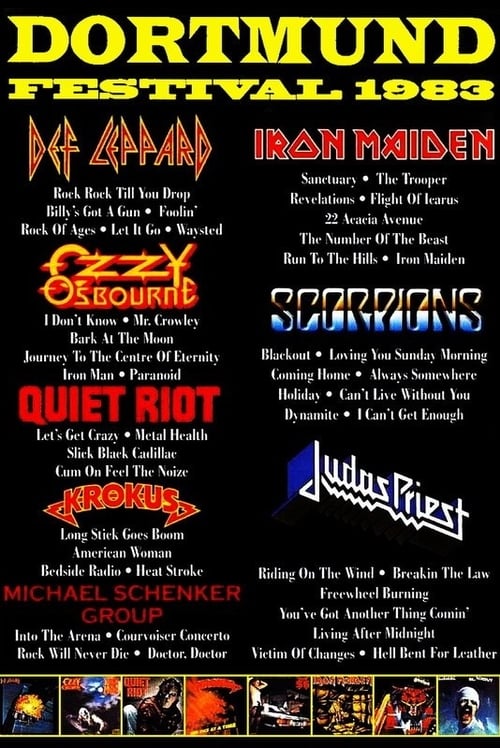 DORTMUND
FESTIVAL 1983
DEF LEPPARD
Rock Rock Till You Drop
Billy's Got A Gun • Foolin'
Rock Of Ages • Let It Go • Waysted
OZZY
OSBOURNE
I Don't Know • Mr. Crowley
Bark At The Moon
Journey To The Centre Of Eternity
Iron Man • Paranoid
QUIET RIOT
Let's Get Crazy • Metal Health
Slick Black Cadillac
Cum On Feel The Noize
KROKUS
Long Stick Goes Boom
American Woman
Bedside Radio • Heat Stroke
MICHAEL SCHENKER
GROUP
Into The Arena • Courvoiser Concerto
Rock Will Never Die • Doctor, Doctor
IRON MAIDEN
Sanctuary • The Trooper
Revelations • Flight Of Icarus
22 Acacia Avenue
The Number Of The Beast
Run To The Hills • Iron Maiden
SCORPIONS
Blackout • Loving You Sunday Morning
Coming Home • Always Somewhere
Holiday • Can't Live Without You
Dynamite • I Can't Get Enough
Judas Priest
Riding On The Wind • Breakin The Law
Freewheel Burning
You've Got Another Thing Comin'
Living After Midnight
Victim Of Changes • Hell Bent For Leather
QUIET
RIOT